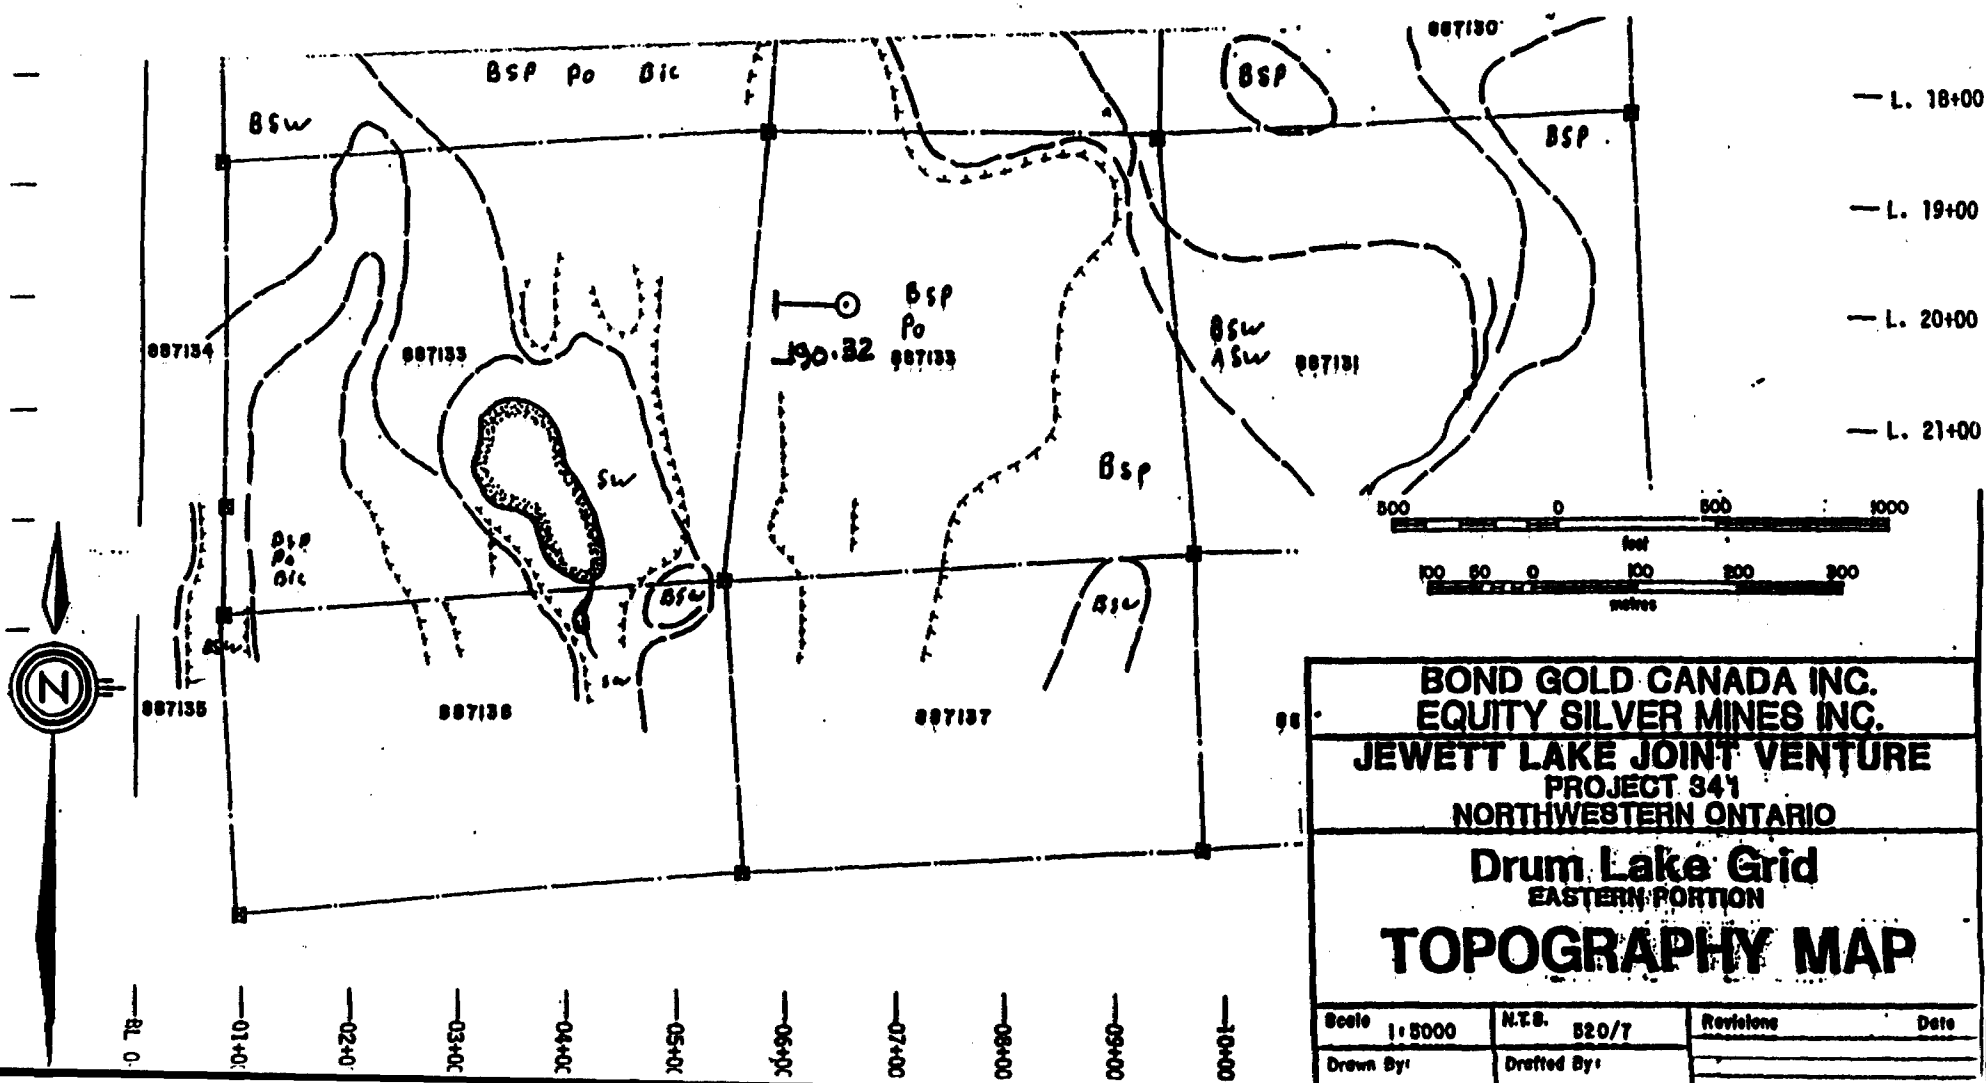 887130
BSP Po Bic
BSP
L. 18+00
BSW
BSP
L. 19+00
BSP
Po
L. 20+00
BSW
887134
887133
190.32
887133
ASW
887131
L. 21+00
BSP
SW
500 0 500 1000
feet
BSP
Po
Bic
100 50 0 100 200 300
metres
BSW
BSW
BSW
SW
N
887135
887136
887137
88
BOND GOLD CANADA INC.
EQUITY SILVER MINES INC.
JEWETT LAKE JOINT VENTURE
PROJECT 341
NORTHWESTERN ONTARIO
Drum Lake Grid
EASTERN PORTION
TOPOGRAPHY MAP
BL 0
01+00
02+00
03+00
04+00
05+00
06+00
07+00
08+00
09+00
10+00
Scale 1:5000
N.T.S. 520/7
Revisions Date
Drawn By:
Drafted By: